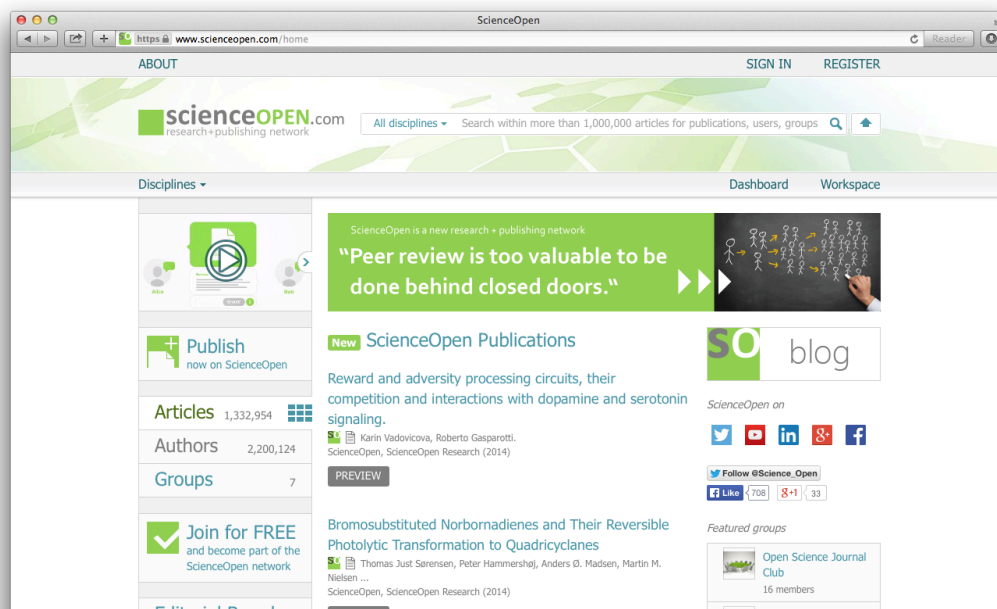 ScienceOpen
https www.scienceopen.com/home
Reader
ABOUT
SIGN IN
REGISTER
scienceOPEN.com
research+publishing network
All disciplines
Search within more than 1,000,000 articles for publications, users, groups
Disciplines
Dashboard
Workspace
ScienceOpen is a new research + publishing network
“Peer review is too valuable to be
done behind closed doors.“
Publish
now on ScienceOpen
Articles 1,332,954
Authors 2,200,124
Groups 7
Join for FREE
and become part of the
ScienceOpen network
New ScienceOpen Publications
Reward and adversity processing circuits, their
competition and interactions with dopamine and serotonin
signaling.
SO Karin Vadovicova, Roberto Gasparotti.
ScienceOpen, ScienceOpen Research (2014)
PREVIEW
Bromosubstituted Norbornadienes and Their Reversible
Photolytic Transformation to Quadricyclanes
SO Thomas Just Sørensen, Peter Hammershøj, Anders Ø. Madsen, Martin M.
Nielsen ...
ScienceOpen, ScienceOpen Research (2014)
SO blog
ScienceOpen on
Follow @Science_Open
Like 708
+1 33
Featured groups
Open Science Journal
Club
16 members